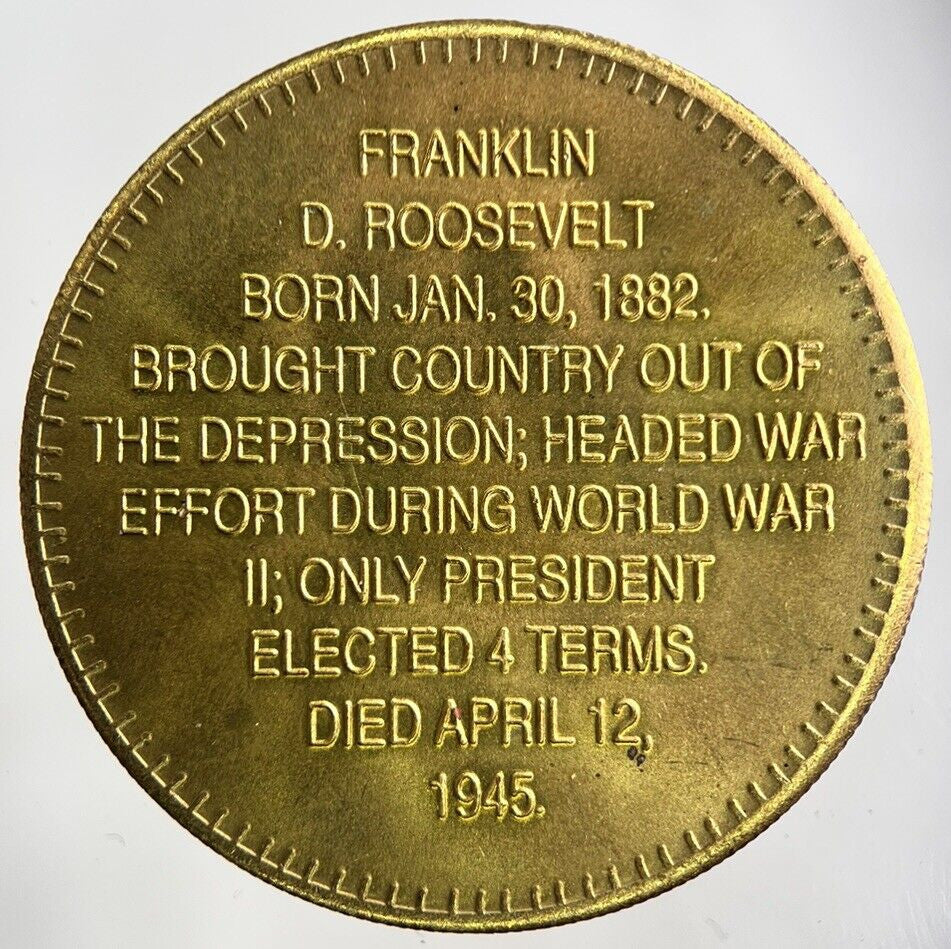 FRANKLIN
D. ROOSEVELT
BORN JAN. 30, 1882.
BROUGHT COUNTRY OUT OF
THE DEPRESSION; HEADED WAR
EFFORT DURING WORLD WAR
II; ONLY PRESIDENT
ELECTED 4 TERMS.
DIED APRIL 12,
1945.